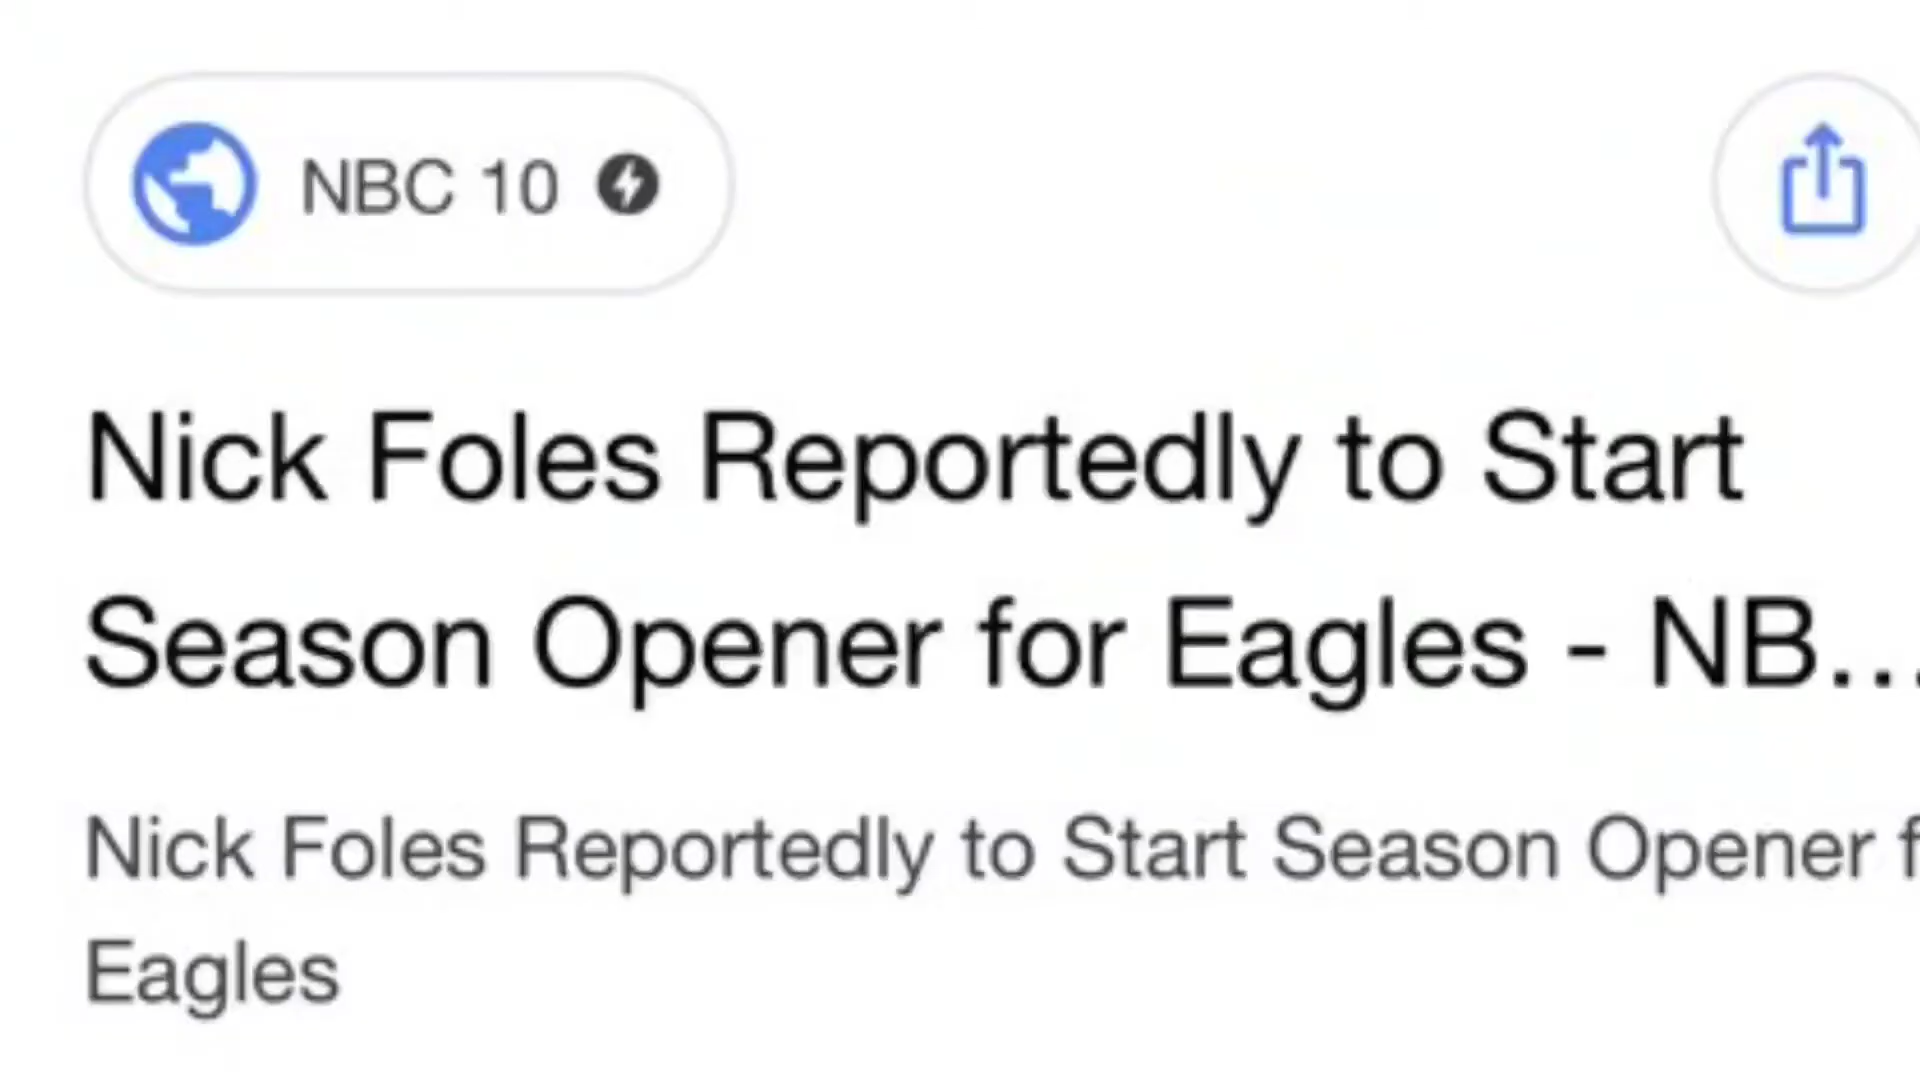 NBC 10
Nick Foles Reportedly to Start
Season Opener for Eagles - NB...
Nick Foles Reportedly to Start Season Opener f
Eagles